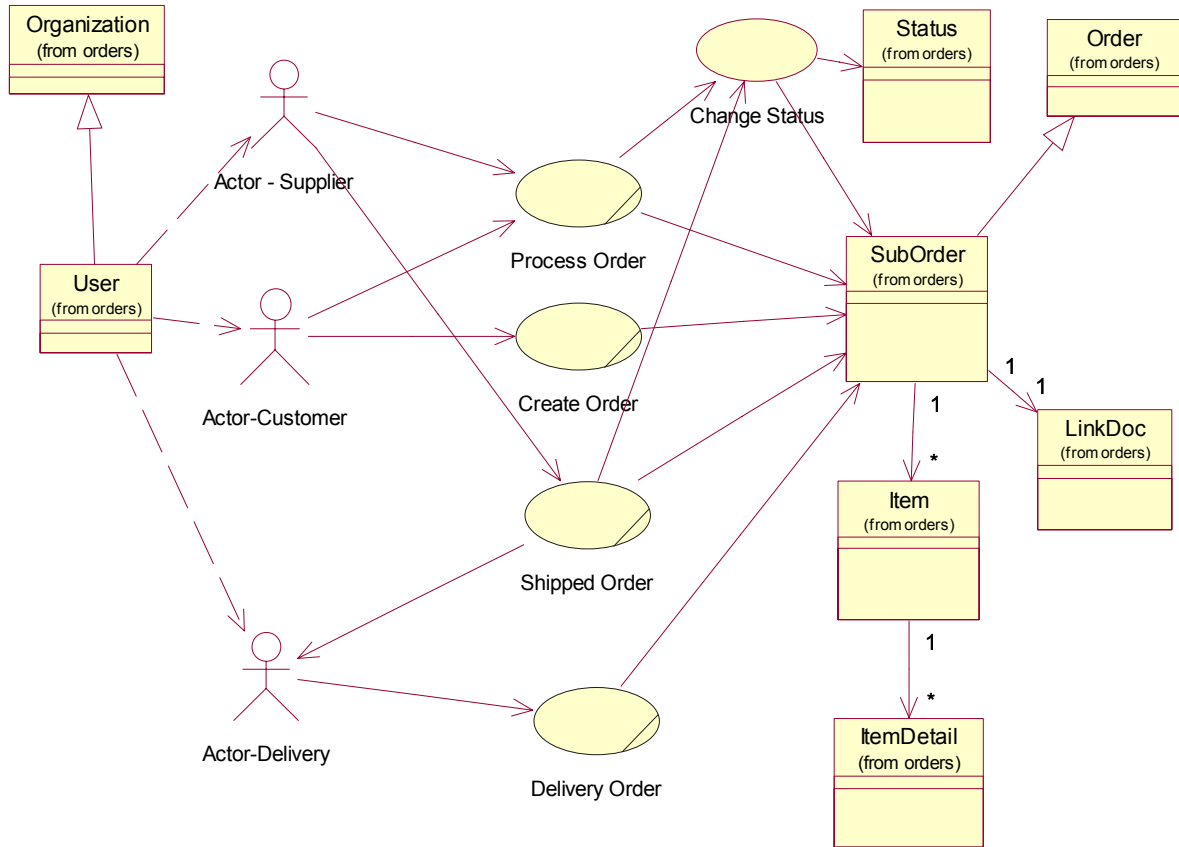 Organization
(from orders)
Status
(from orders)
Order
(from orders)
Change Status
Actor - Supplier
Process Order
SubOrder
(from orders)
User
(from orders)
1
1
Create Order
Actor-Customer
1
LinkDoc
(from orders)
*
Item
(from orders)
Shipped Order
1
*
ItemDetail
(from orders)
Actor-Delivery
Delivery Order